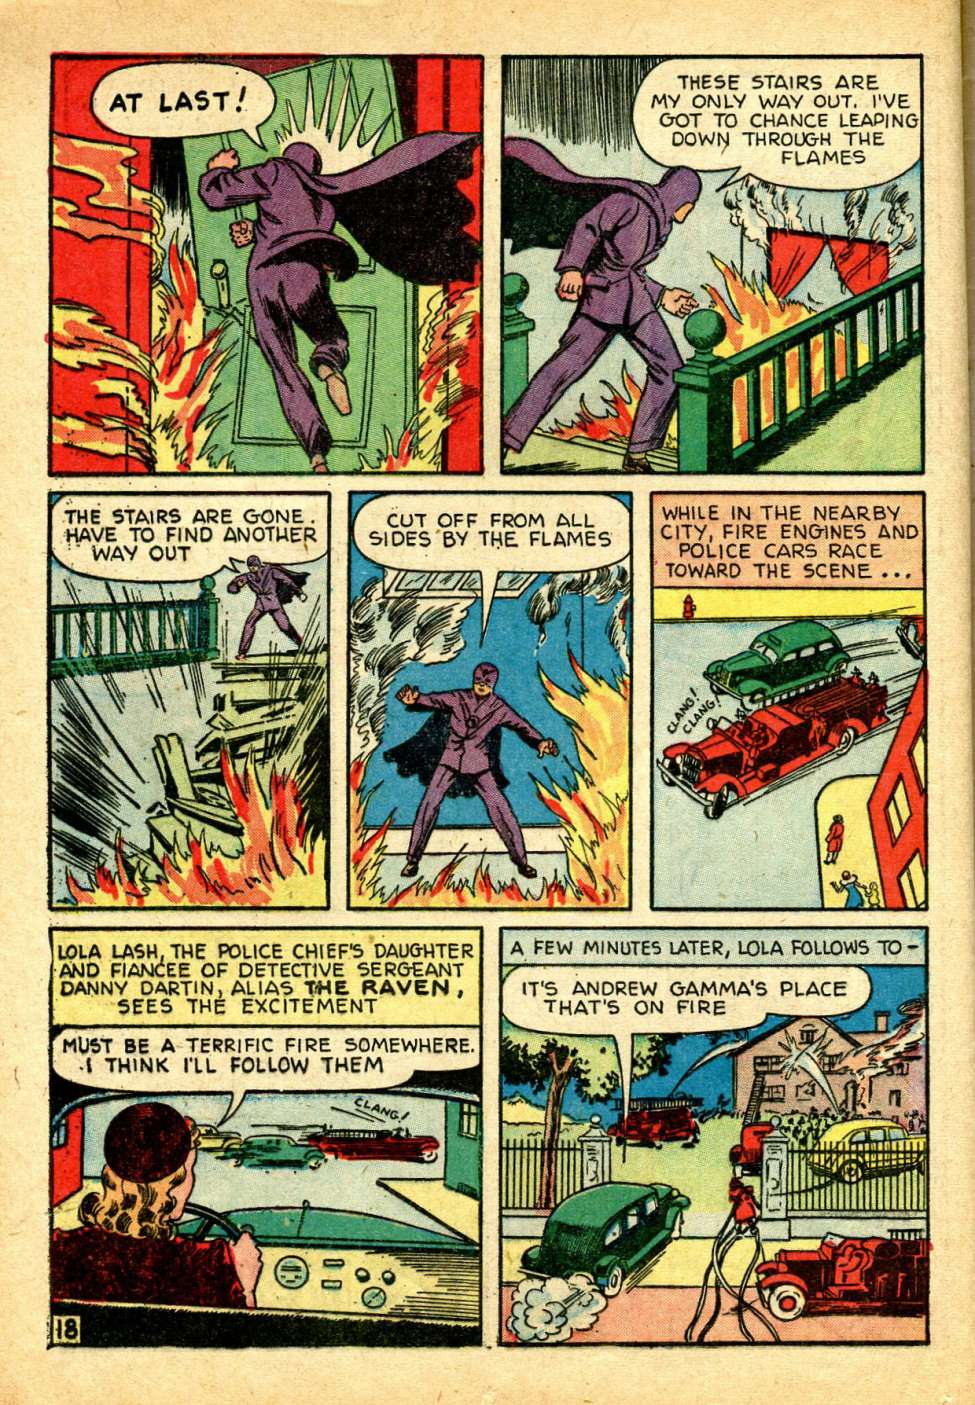 AT LAST!
THESE STAIRS ARE
MY ONLY WAY OUT. I'VE
GOT TO CHANCE LEAPING
DOWN THROUGH THE
FLAMES
THE STAIRS ARE GONE.
HAVE TO FIND ANOTHER
WAY OUT
CUT OFF FROM ALL
SIDES BY THE FLAMES
WHILE IN THE NEARBY
CITY, FIRE ENGINES AND
POLICE CARS RACE
TOWARD THE SCENE...
CLANG!
CLANG!
LOLA LASH, THE POLICE CHIEF'S DAUGHTER
AND FIANCEE OF DETECTIVE SERGEANT
DANNY DARTIN, ALIAS THE RAVEN,
SEES THE EXCITEMENT
MUST BE A TERRIFIC FIRE SOMEWHERE.
I THINK I'LL FOLLOW THEM
CLANG!
18
A FEW MINUTES LATER, LOLA FOLLOWS TO-
IT'S ANDREW GAMMA'S PLACE
THAT'S ON FIRE